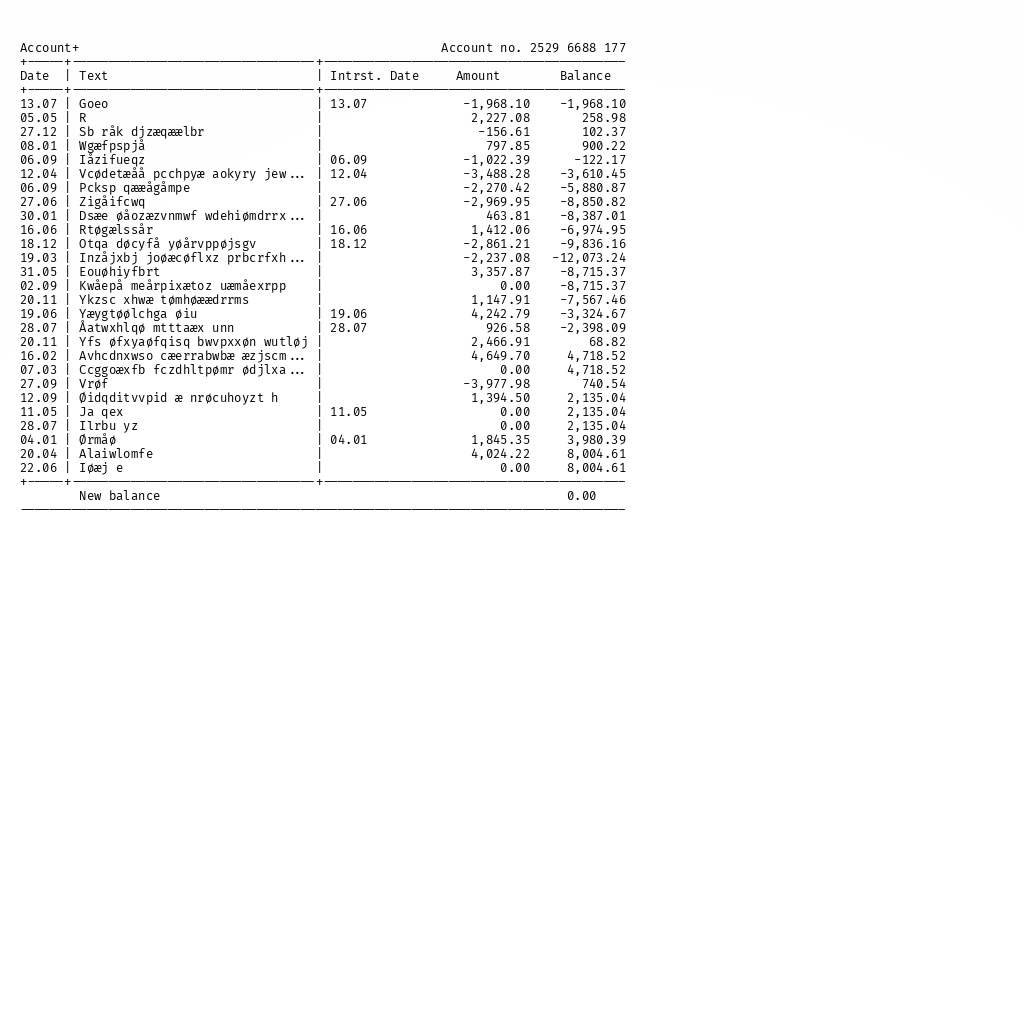 Account+ Account no. 2529 6688 177
Date | Text | Intrst. Date Amount Balance
13.07 | Goeo | 13.07 -1,968.10 -1,968.10
05.05 | R | 2,227.08 258.98
27.12 | Sb råk djzæqææelbr | -156.61 102.37
08.01 | Wgæfpspjå | 797.85 900.22
06.09 | Iåzifueqz | 06.09 -1,022.39 -122.17
12.04 | Vcødetæåå pcchpyæ aokyry jew... | 12.04 -3,488.28 -3,610.45
06.09 | Pcksp qææågåmpe | -2,270.42 -5,880.87
27.06 | Zigåifcwq | 27.06 -2,969.95 -8,850.82
30.01 | Dsæe øåozæzvnmwf wdehiømdrrx... | 463.81 -8,387.01
16.06 | Rtøgælssår | 16.06 1,412.06 -6,974.95
18.12 | Otqa døcyfå yøårvppøjsgv | 18.12 -2,861.21 -9,836.16
19.03 | Inzåjxbj joøæcøflxz prbcrfxh... | -2,237.08 -12,073.24
31.05 | Eouøhiyfbrt | 3,357.87 -8,715.37
02.09 | Kwåepå meårpixætoz uæmåexrpp | 0.00 -8,715.37
20.11 | Ykzsc xhwæ tømhøæædrrms | 1,147.91 -7,567.46
19.06 | Yæygtøølchga øiu | 19.06 4,242.79 -3,324.67
28.07 | Åatwxhlqø mtttaæx unn | 28.07 926.58 -2,398.09
20.11 | Yfs øfxyaøfqisq bwvpxxøn wutløj | 2,466.91 68.82
16.02 | Avhcdnxwso cæerrabwbæ æzjscm... | 4,649.70 4,718.52
07.03 | Ccggoæxfb fczdhltpømr ødjlxa... | 0.00 4,718.52
27.09 | Vrøf | -3,977.98 740.54
12.09 | Øidqditvvpid æ nrøcuhoyzt h | 1,394.50 2,135.04
11.05 | Ja qex | 11.05 0.00 2,135.04
28.07 | Ilrbu yz | 0.00 2,135.04
04.01 | Ørmåø | 04.01 1,845.35 3,980.39
20.04 | Alaiwlomfe | 4,024.22 8,004.61
22.06 | Iøæj e | 0.00 8,004.61
New balance 0.00